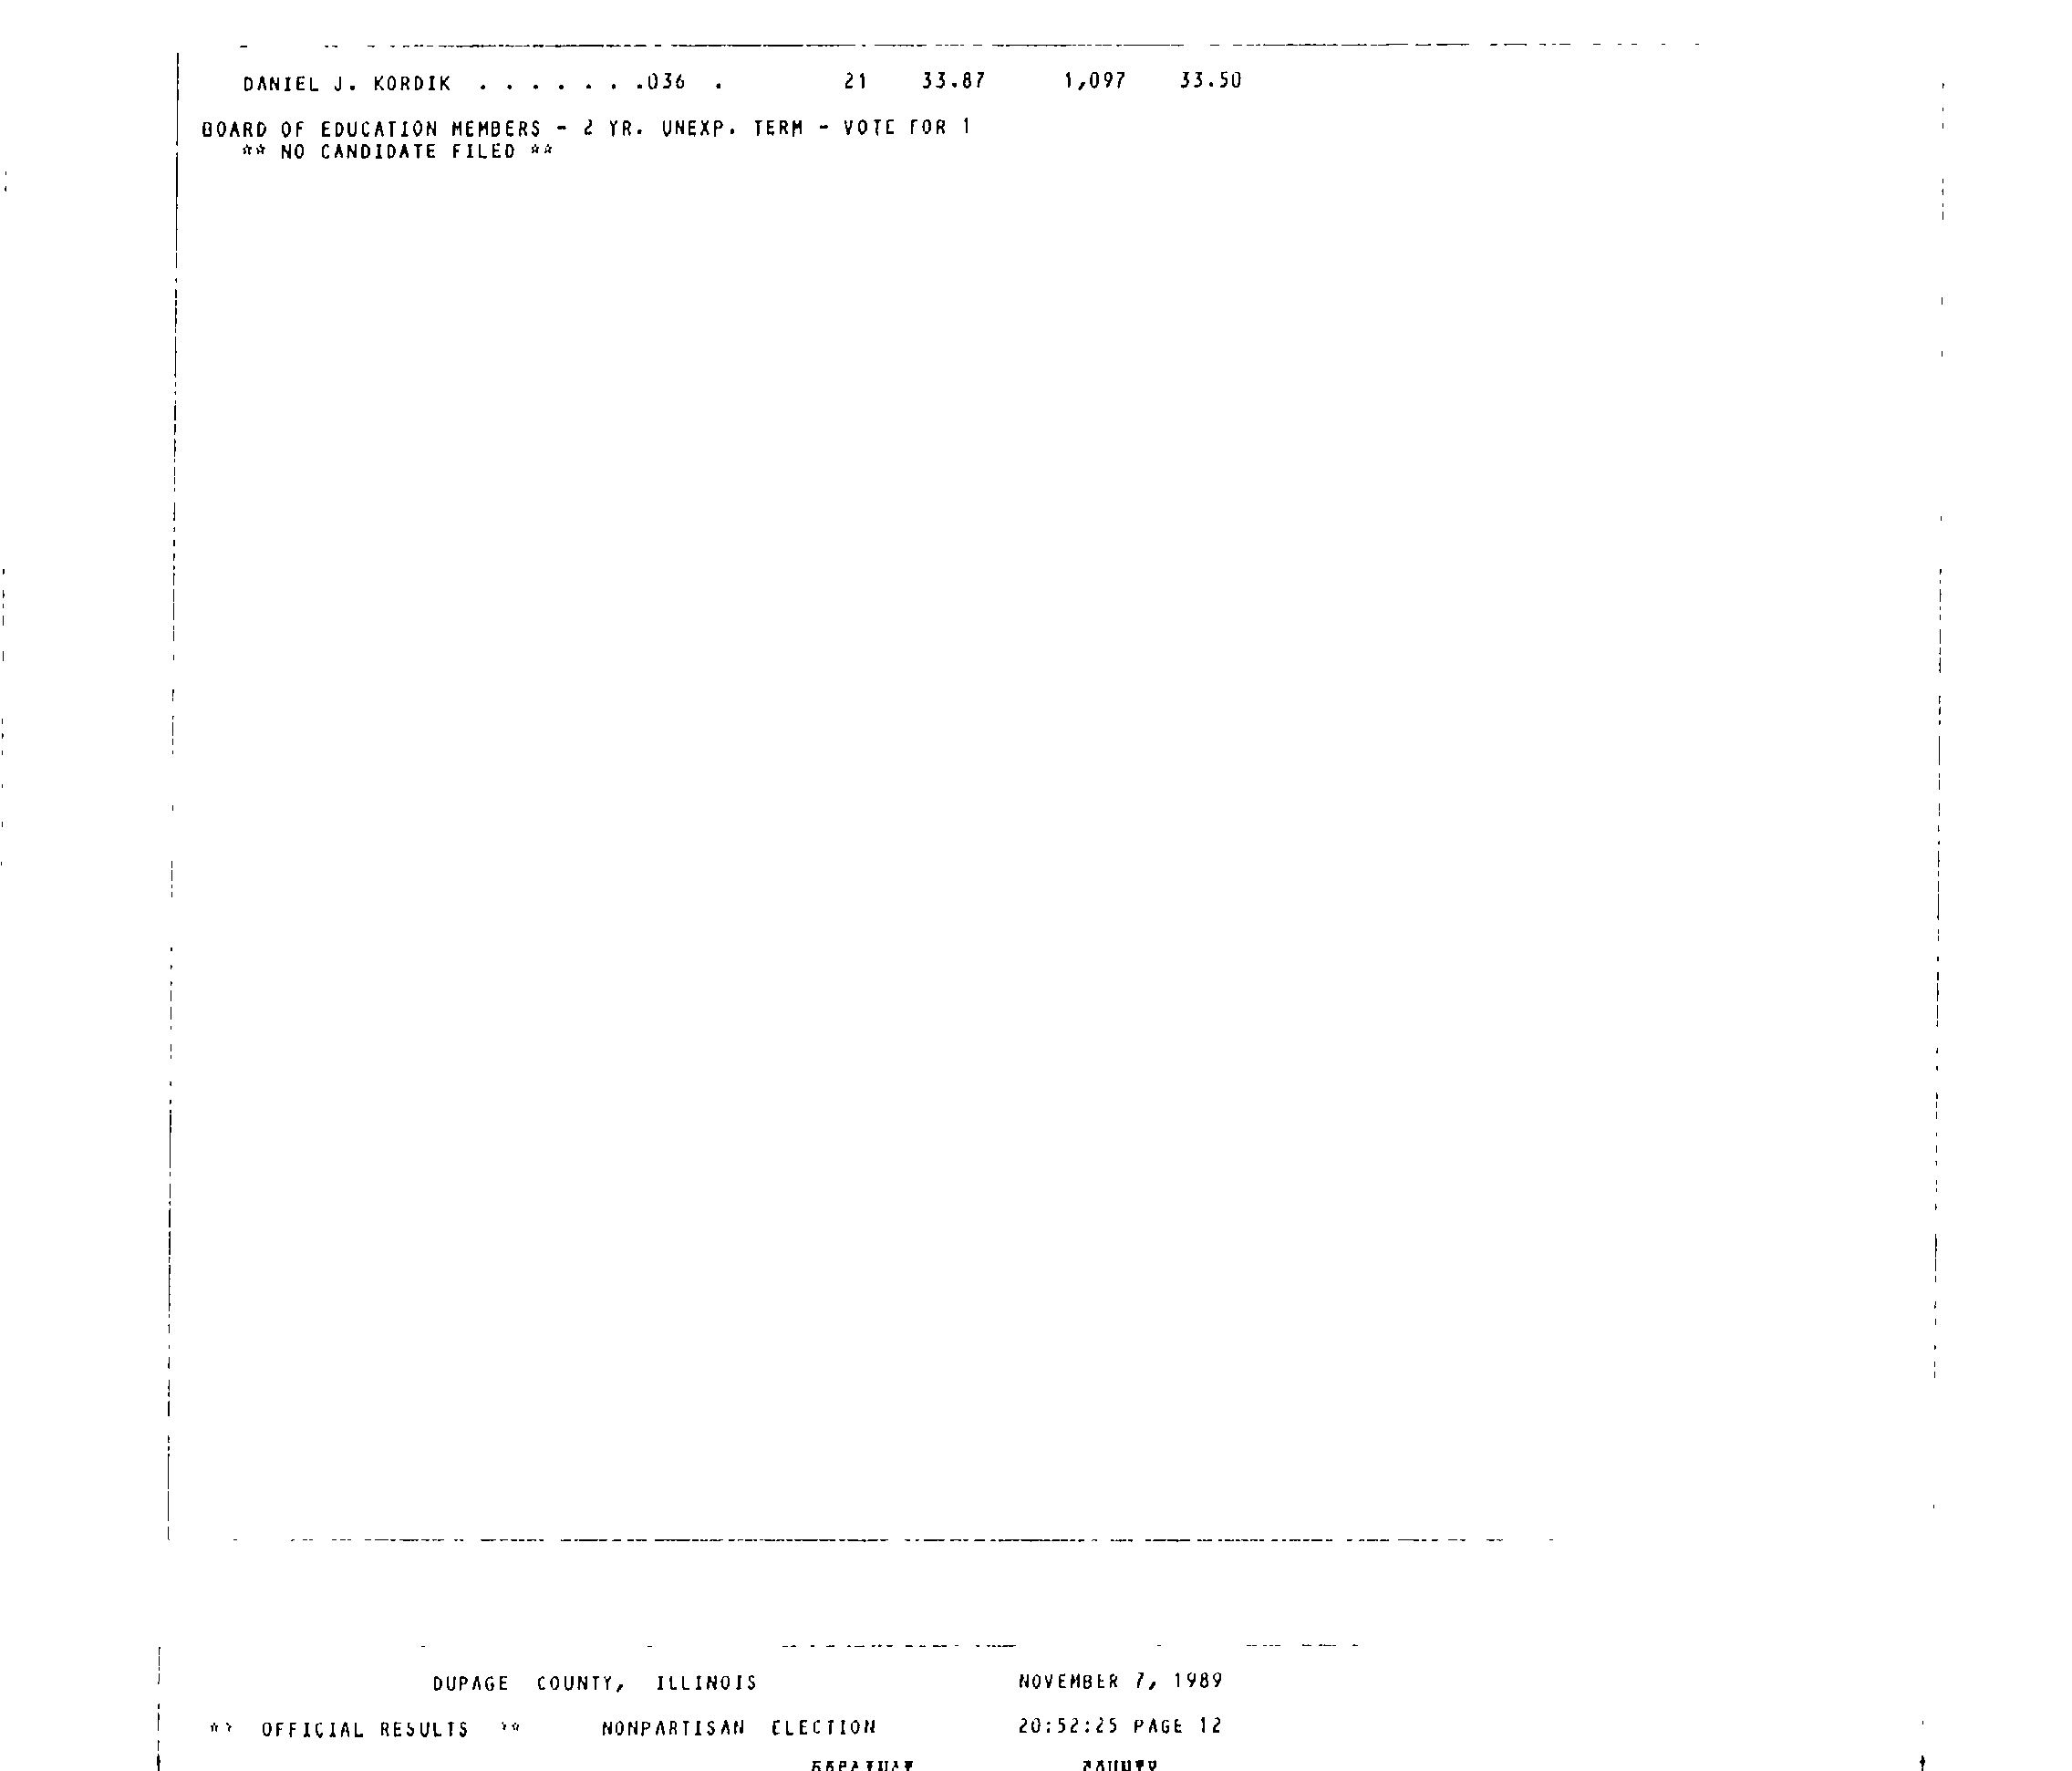 DANIEL J. KORDIK . . . . . . .036 . 21 33.87 1,097 33.50
BOARD OF EDUCATION MEMBERS - 2 YR. UNEXP. TERM - VOTE FOR 1
** NO CANDIDATE FILED **
DUPAGE COUNTY, ILLINOIS NOVEMBER 7, 1989
** OFFICIAL RESULTS ** NONPARTISAN ELECTION 20:52:25 PAGE 12
COUNTY